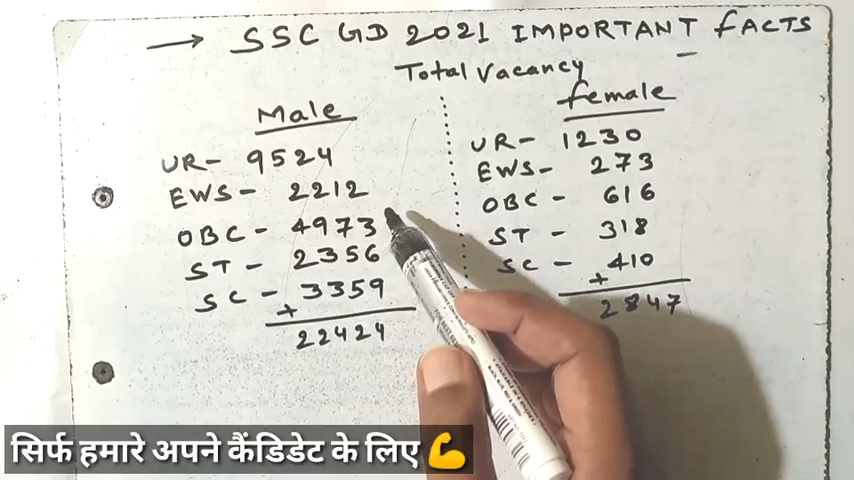 → SSC GD 2021 IMPORTANT FACTS
Total Vacancy
Male
UR- 9524
EWS- 2212
OBC- 4973
ST- 2356
SC- 3359
+
22424
female
UR- 1230
EWS- 273
OBC- 616
ST- 318
SC- 410
+
2847
सिर्फ हमारे अपने कैंडिडेट के लिए 💪